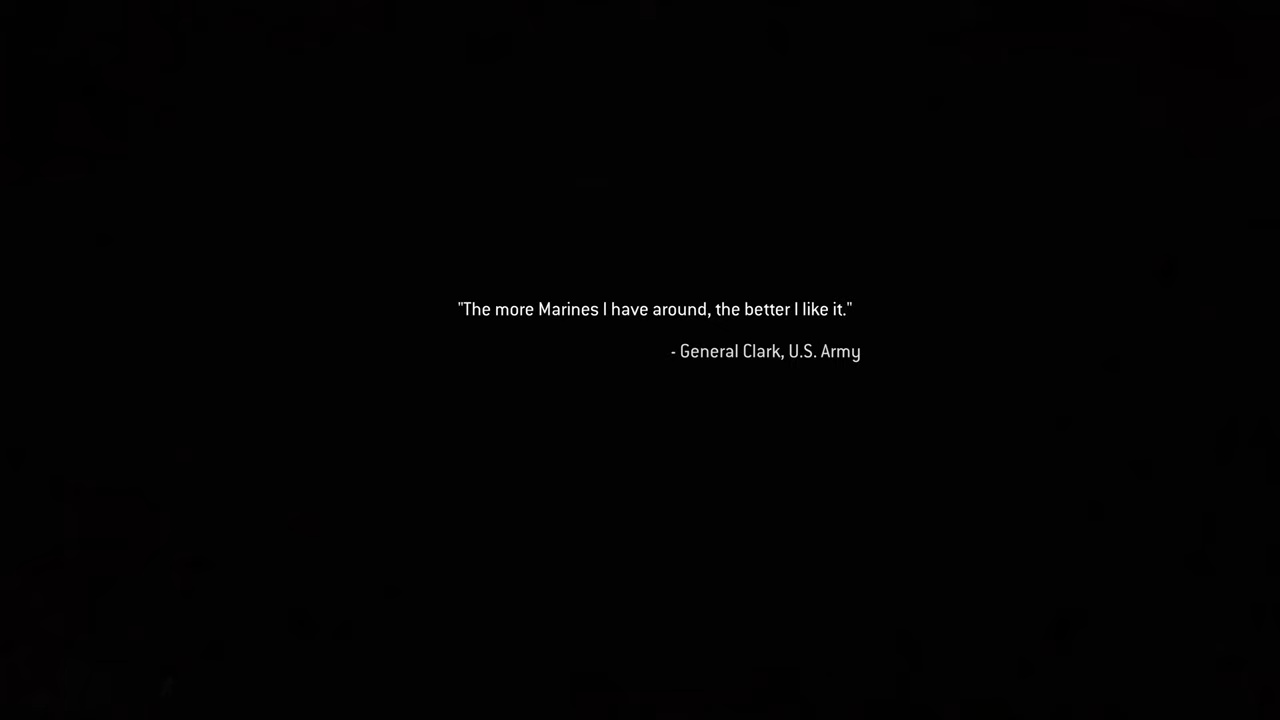 "The more Marines I have around, the better I like it."
- General Clark, U.S. Army